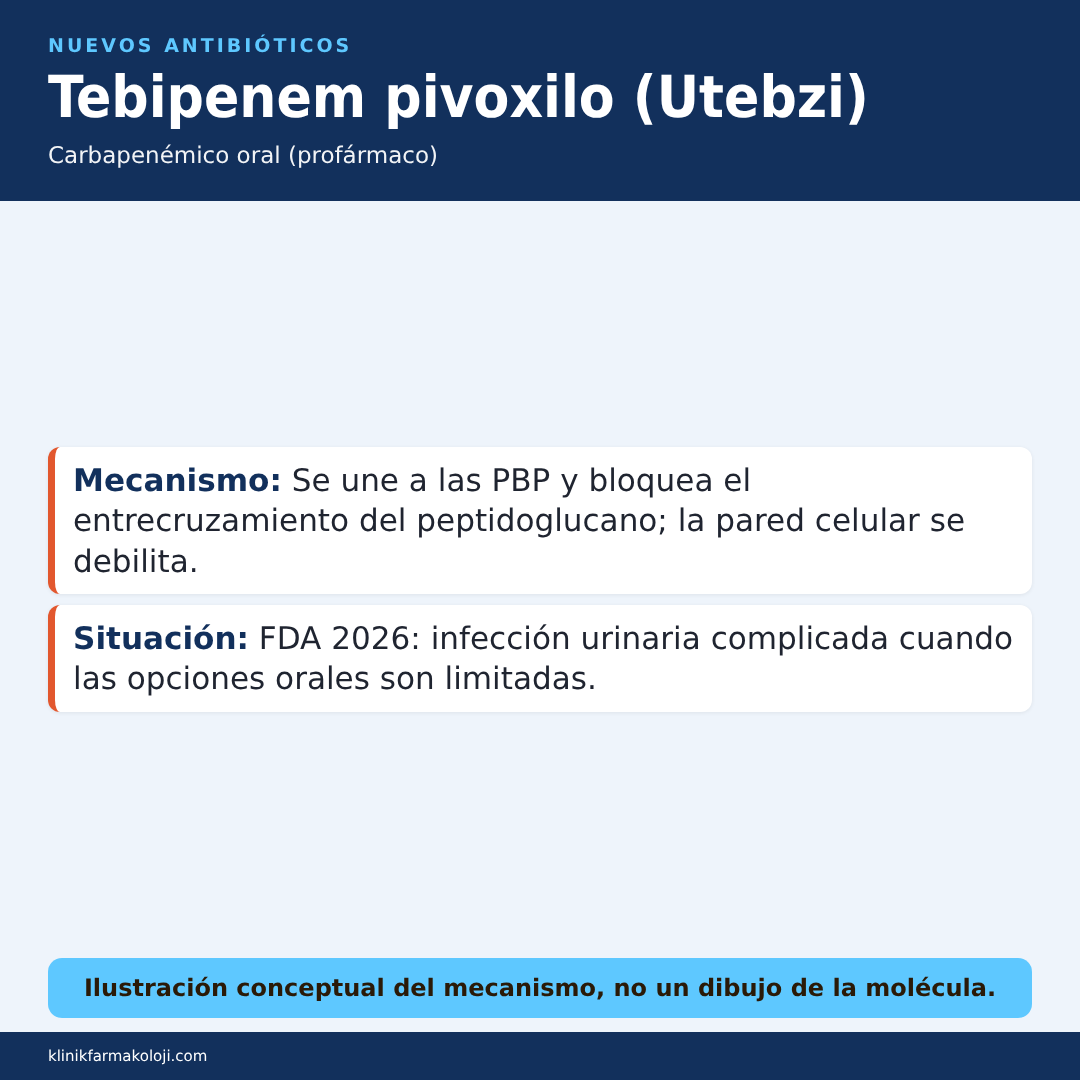 NUEVOS ANTIBIÓTICOS
Tebipenem pivoxilo (Utebzi)
Carbapenémico oral (profármaco)
Mecanismo: Se une a las PBP y bloquea el
entrecruzamiento del peptidoglucano; la pared celular se
debilita.
Situación: FDA 2026: infección urinaria complicada cuando
las opciones orales son limitadas.
Ilustración conceptual del mecanismo, no un dibujo de la molécula.
klinikfarmakoloji.com